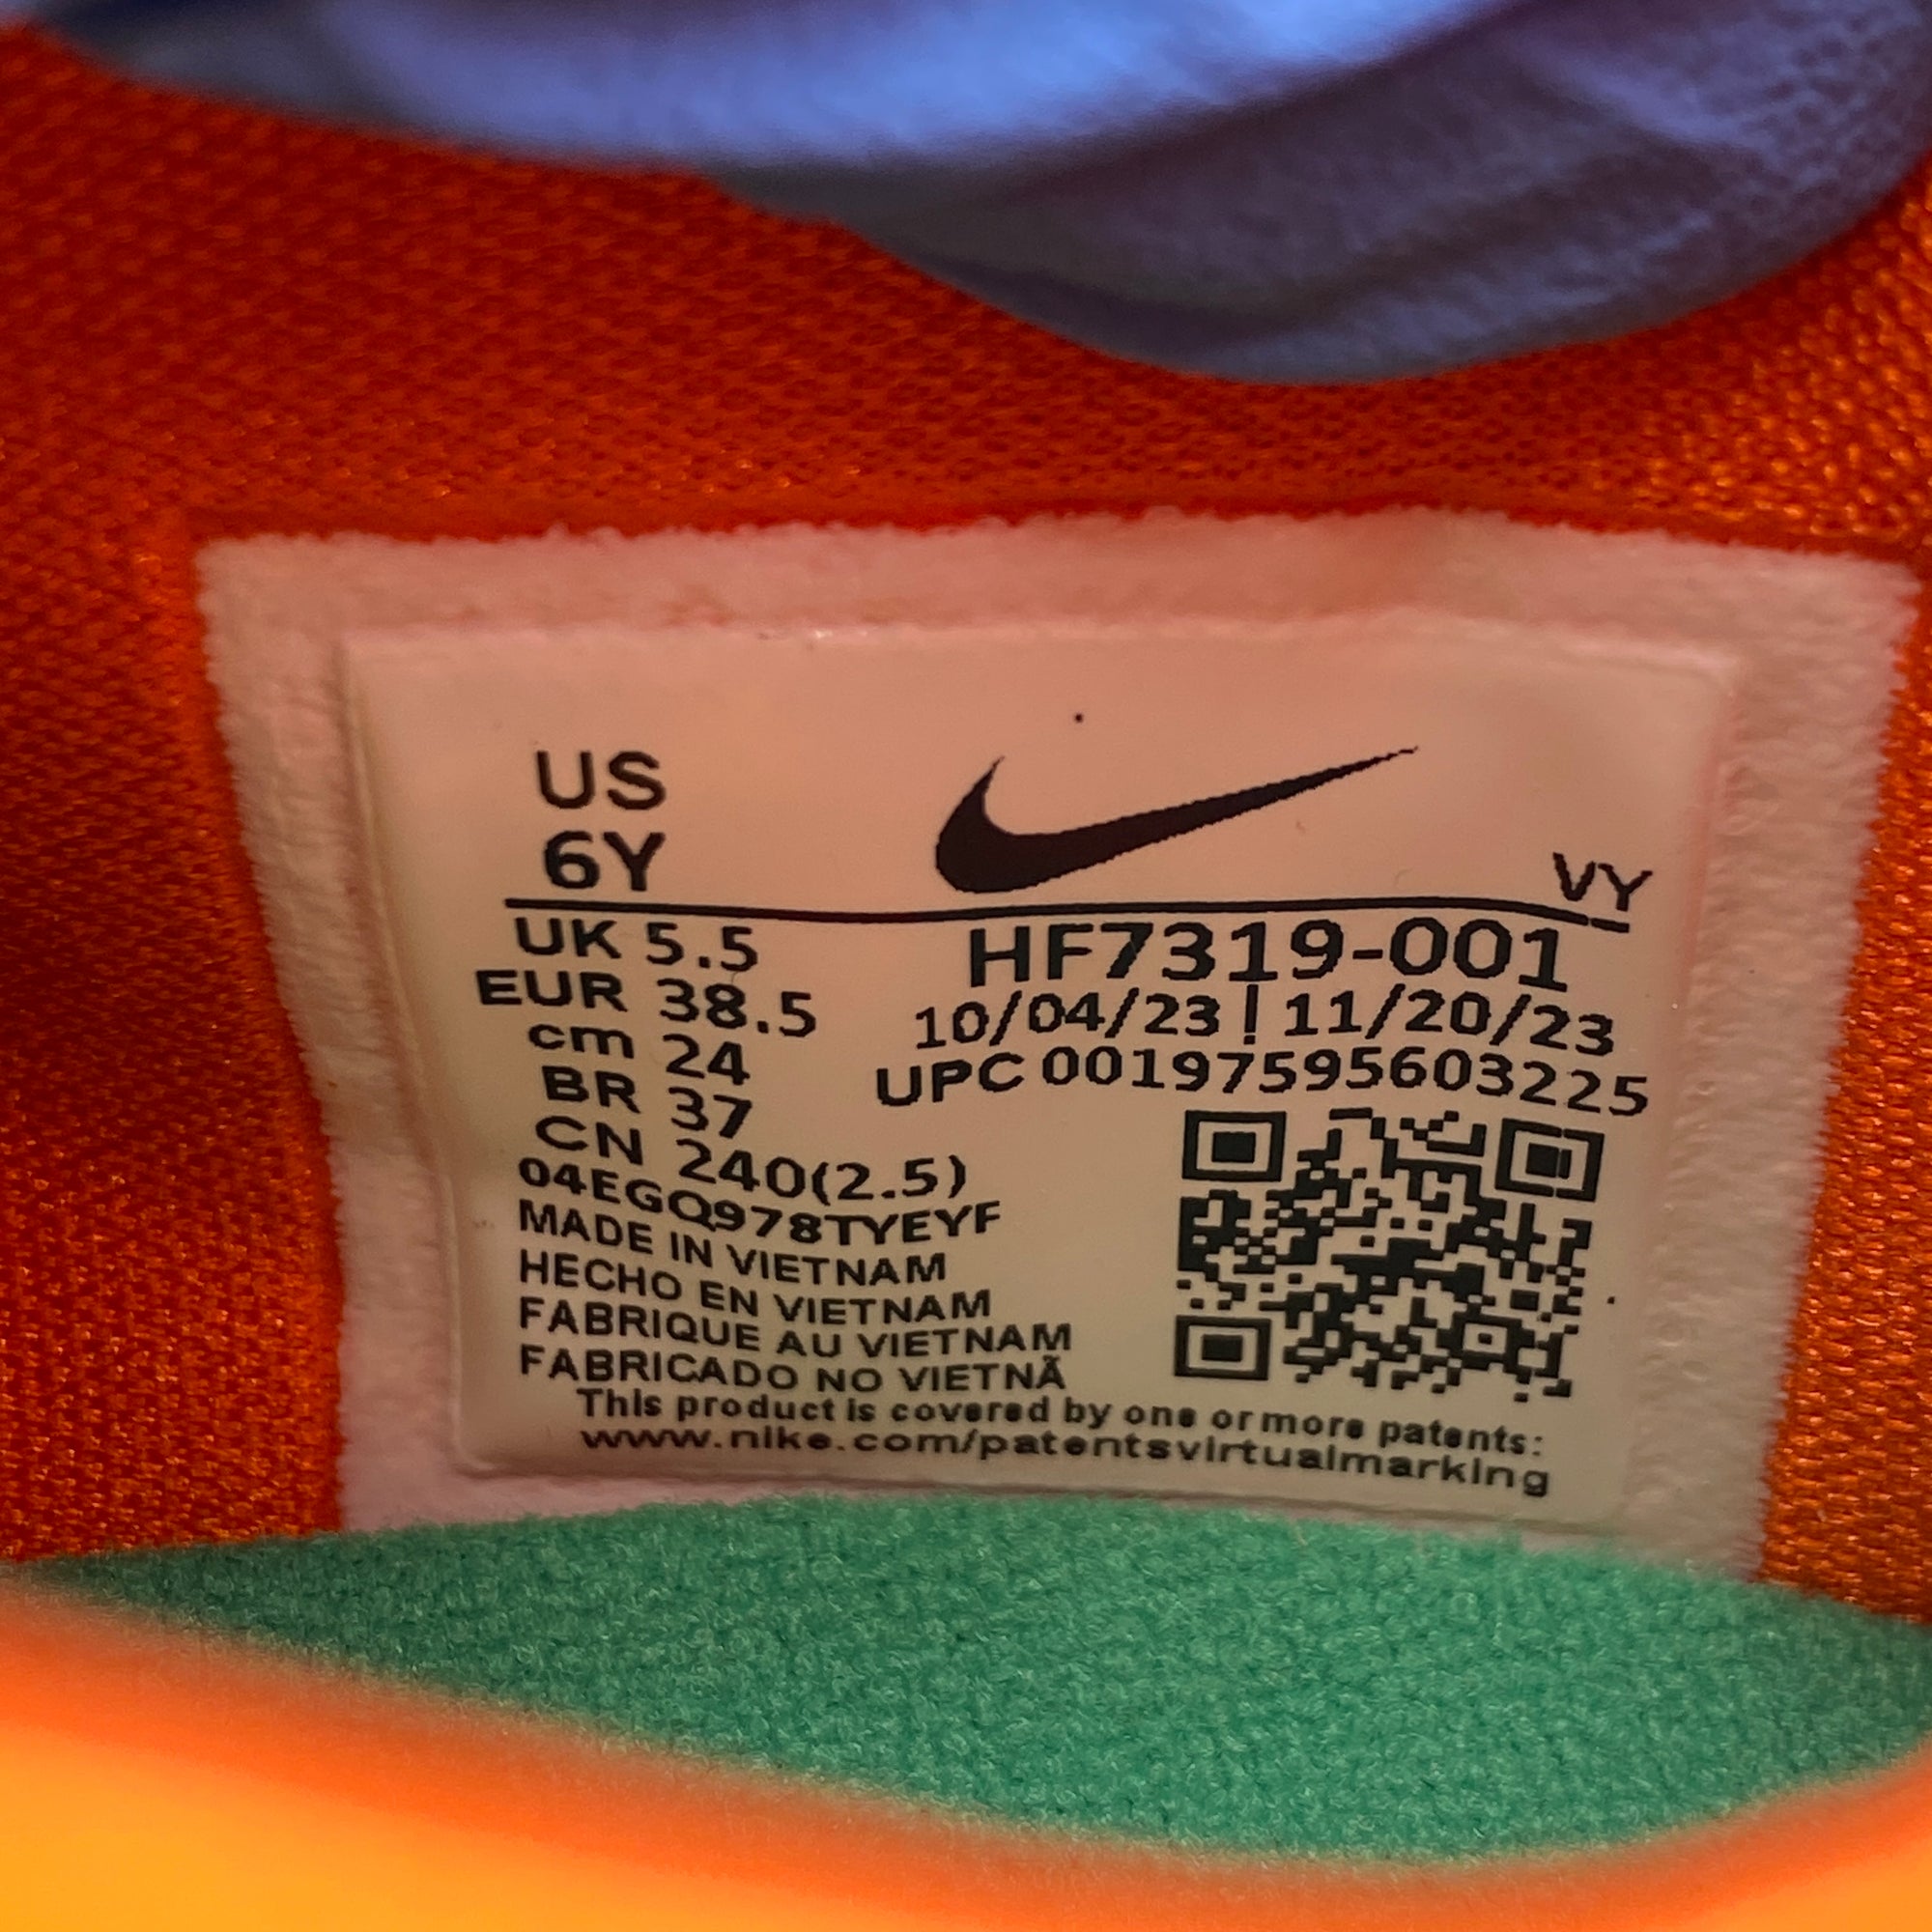 US
6Y
VY
UK 5.5
EUR 38.5
cm 24
BR 37
CN 240(2.5)
HF7319-001
10/04/23 | 11/20/23
UPC 00197595603225
04EGQ978TYEYF
MADE IN VIETNAM
HECHO EN VIETNAM
FABRIQUE AU VIETNAM
FABRICADO NO VIETNÃ
This product is covered by one or more patents:
www.nike.com/patentsvirtualmarking